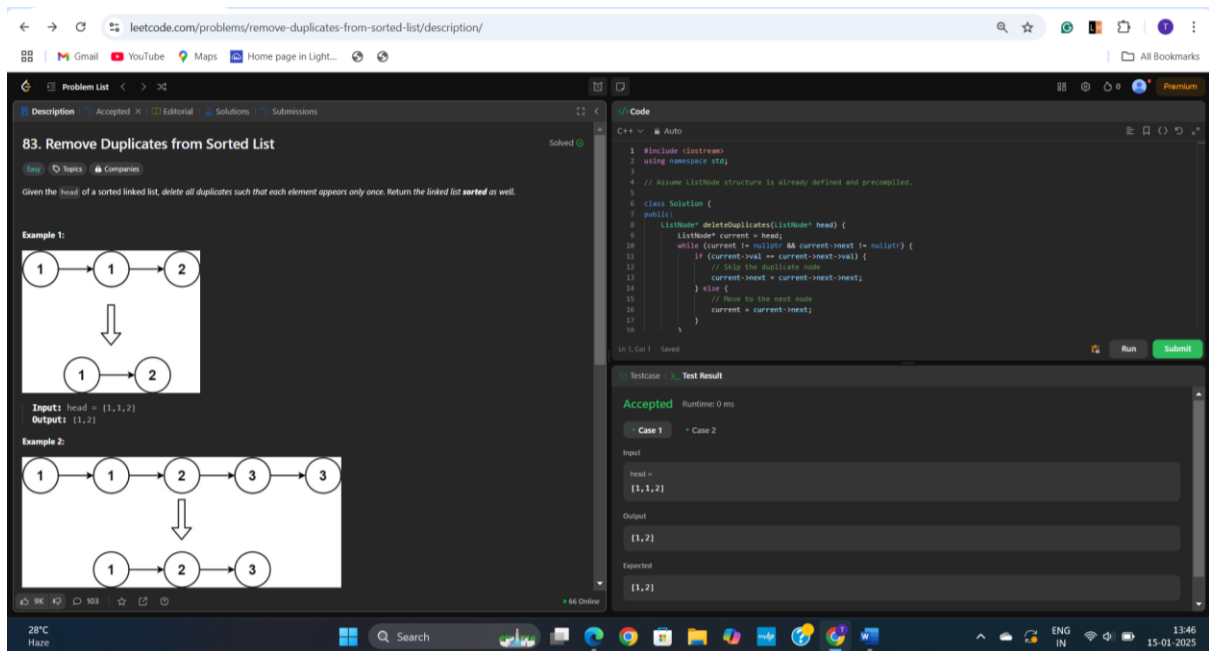 leetcode.com/problems/remove-duplicates-from-sorted-list/description/
Gmail YouTube Maps Home page in Light... All Bookmarks
Problem List Premium
Description Accepted Editorial Solutions Submissions
83. Remove Duplicates from Sorted List Solved
Easy Topics Companies
Given the head of a sorted linked list, delete all duplicates such that each element appears only once. Return the linked list sorted as well.
Example 1:
1 1 2
1 2
Input: head = [1,1,2]
Output: [1,2]
Example 2:
1 1 2 3 3
1 2 3
9K 103 66 Online
Code
C++ Auto
1 #include <iostream>
2 using namespace std;
3
4 // Assume ListNode structure is already defined and precompiled.
5
6 class Solution {
7 public:
8 ListNode* deleteDuplicates(ListNode* head) {
9 ListNode* current = head;
10 while (current != nullptr && current->next != nullptr) {
11 if (current->val == current->next->val) {
12 // Skip the duplicate node
13 current->next = current->next->next;
14 } else {
15 // Move to the next node
16 current = current->next;
17 }
18 }
Ln 1, Col 1 Saved Run Submit
Testcase >_ Test Result
Accepted Runtime: 0 ms
• Case 1 • Case 2
Input
head =
[1,1,2]
Output
[1,2]
Expected
[1,2]
28°C
Haze
Search
ENG
IN
13:46
15-01-2025